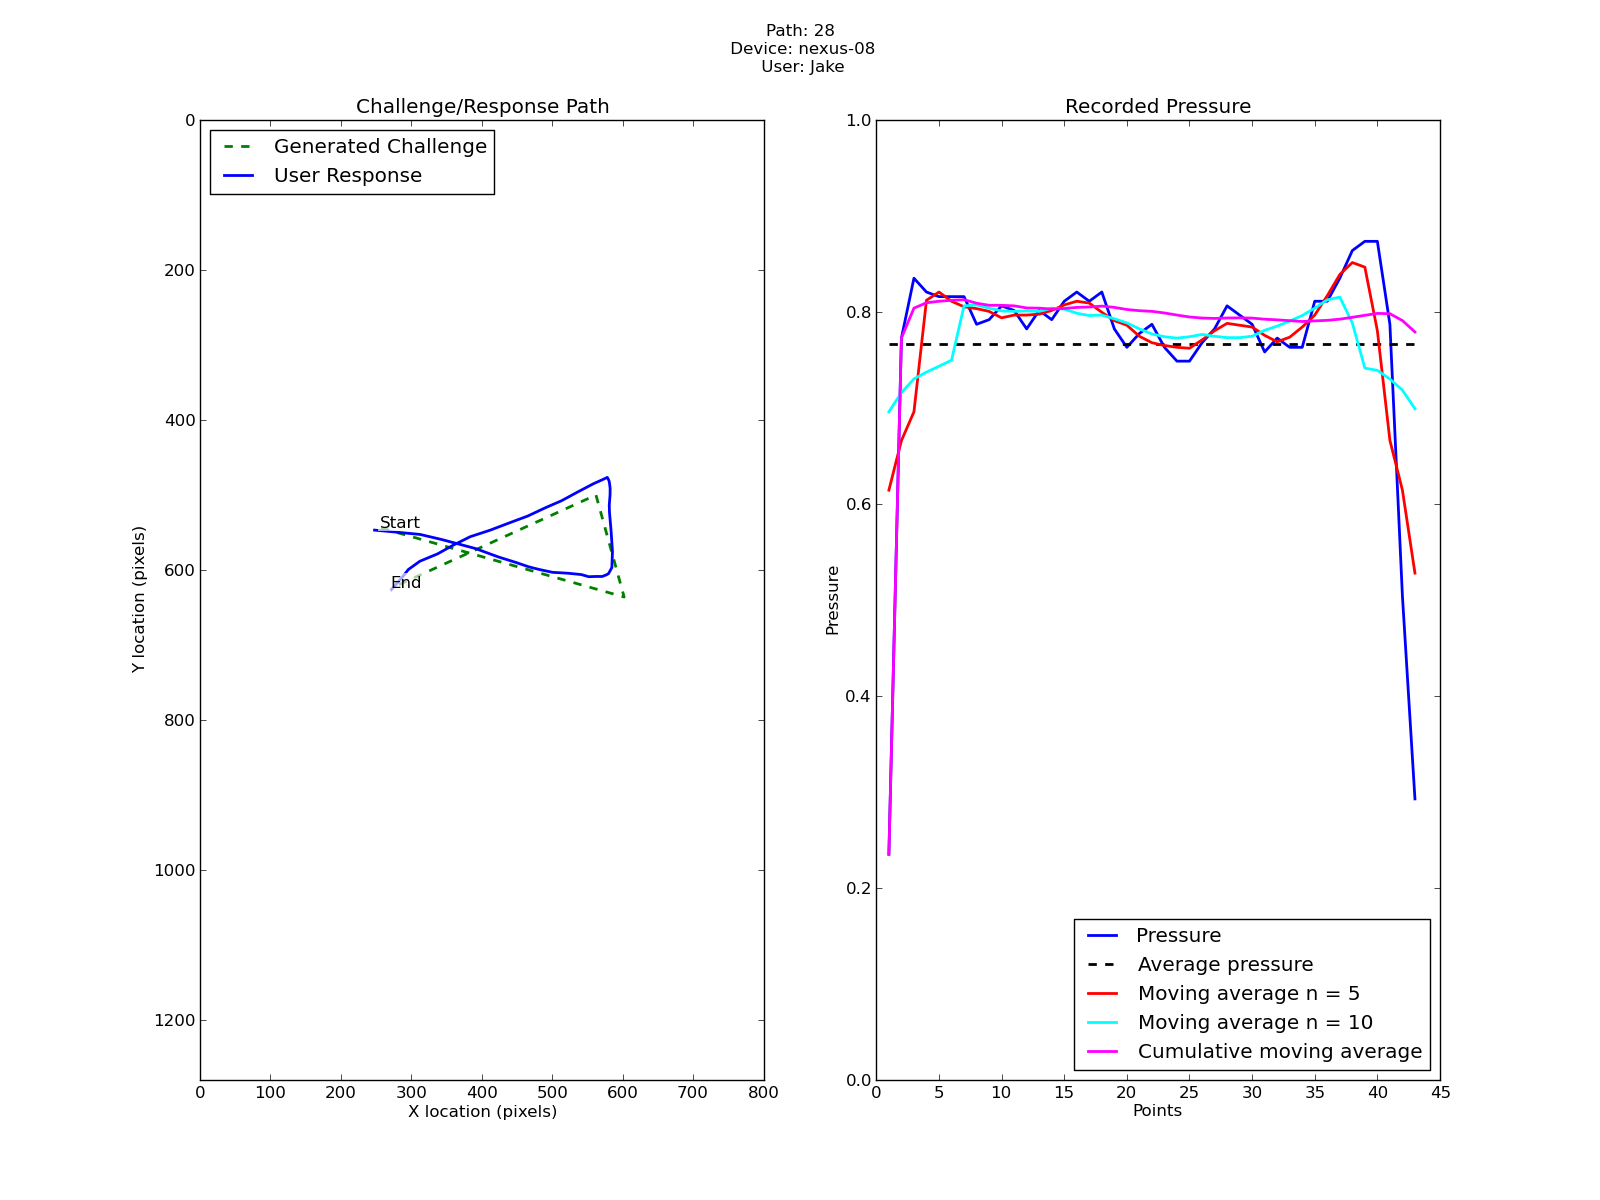 Path: 28
Device: nexus-08
User: Jake
Challenge/Response Path
Generated Challenge
User Response
0
200
400
600
800
1000
1200
Y location (pixels)
Start
End
0 100 200 300 400 500 600 700 800
X location (pixels)
Recorded Pressure
1.0
0.8
0.6
0.4
0.2
0.0
Pressure
Pressure
Average pressure
Moving average n = 5
Moving average n = 10
Cumulative moving average
0 5 10 15 20 25 30 35 40 45
Points